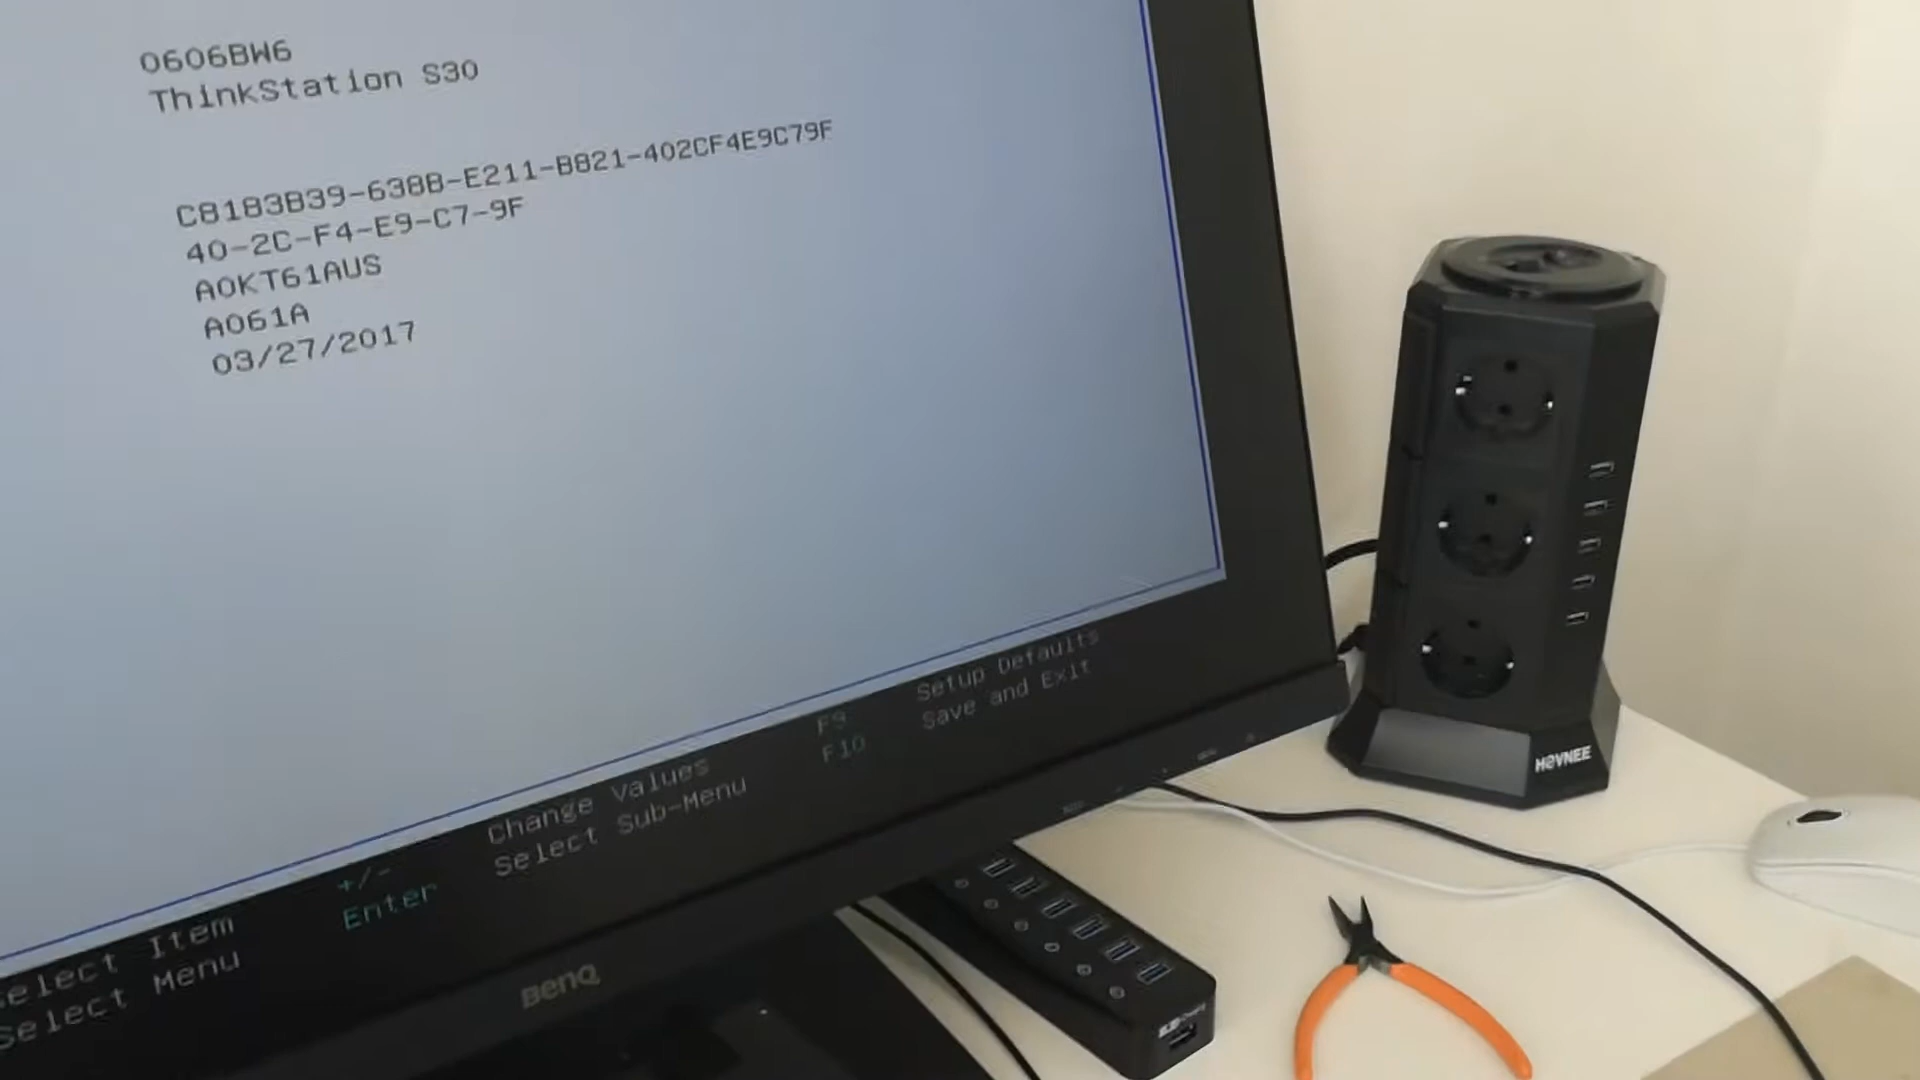 0606BW6
ThinkStation S30
C8183B39-638B-E211-B821-402CF4E9C79F
40-2C-F4-E9-C7-9F
A0KT61AUS
A061A
03/27/2017
Select Item
Select Menu
+/-
Enter
Change Values
Select Sub-Menu
F9
F10
Setup Defaults
Save and Exit
BenQ
HOVNEE